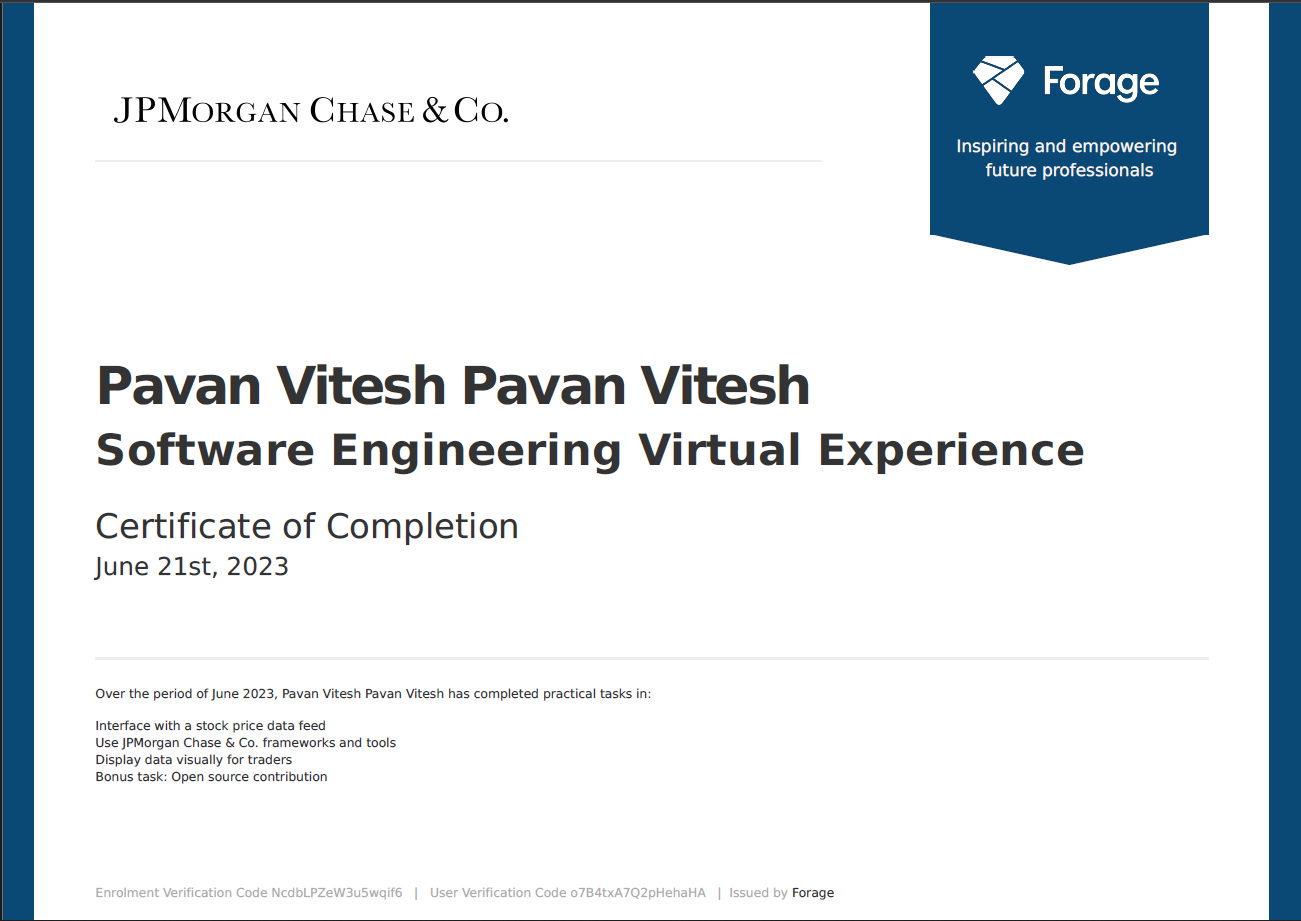 JPMORGAN CHASE & CO.
Forage
Inspiring and empowering
future professionals
Pavan Vitesh Pavan Vitesh
Software Engineering Virtual Experience
Certificate of Completion
June 21st, 2023
Over the period of June 2023, Pavan Vitesh Pavan Vitesh has completed practical tasks in:
Interface with a stock price data feed
Use JPMorgan Chase & Co. frameworks and tools
Display data visually for traders
Bonus task: Open source contribution
Enrolment Verification Code NcdbLPZeW3u5wqif6 | User Verification Code o7B4txA7Q2pHehaHA | Issued by Forage